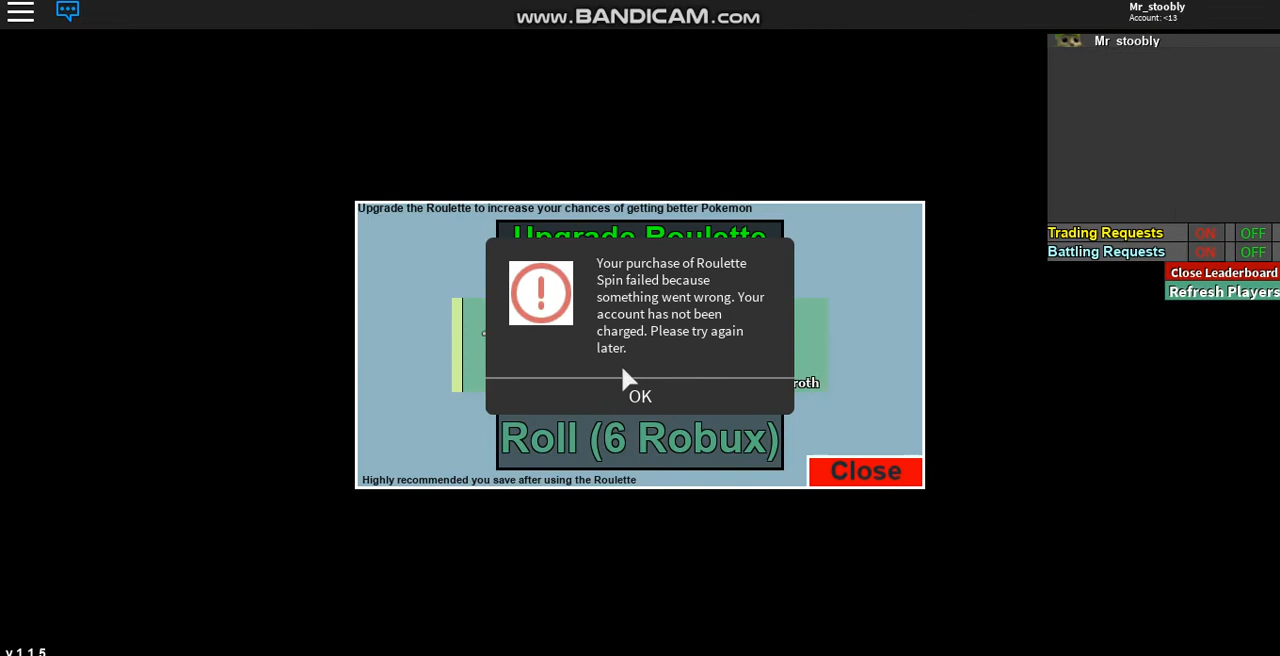 www.BANDICAM.com
Mr_stoobly
Account: <13
Mr stoobly
Upgrade the Roulette to increase your chances of getting better Pokemon
Upgrade Roulette
Trading Requests ON OFF
Battling Requests ON OFF
Close Leaderboard
Refresh Players
Your purchase of Roulette
Spin failed because
something went wrong. Your
account has not been
charged. Please try again
later.
OK
roth
Roll (6 Robux)
Close
Highly recommended you save after using the Roulette
v 1.1.5